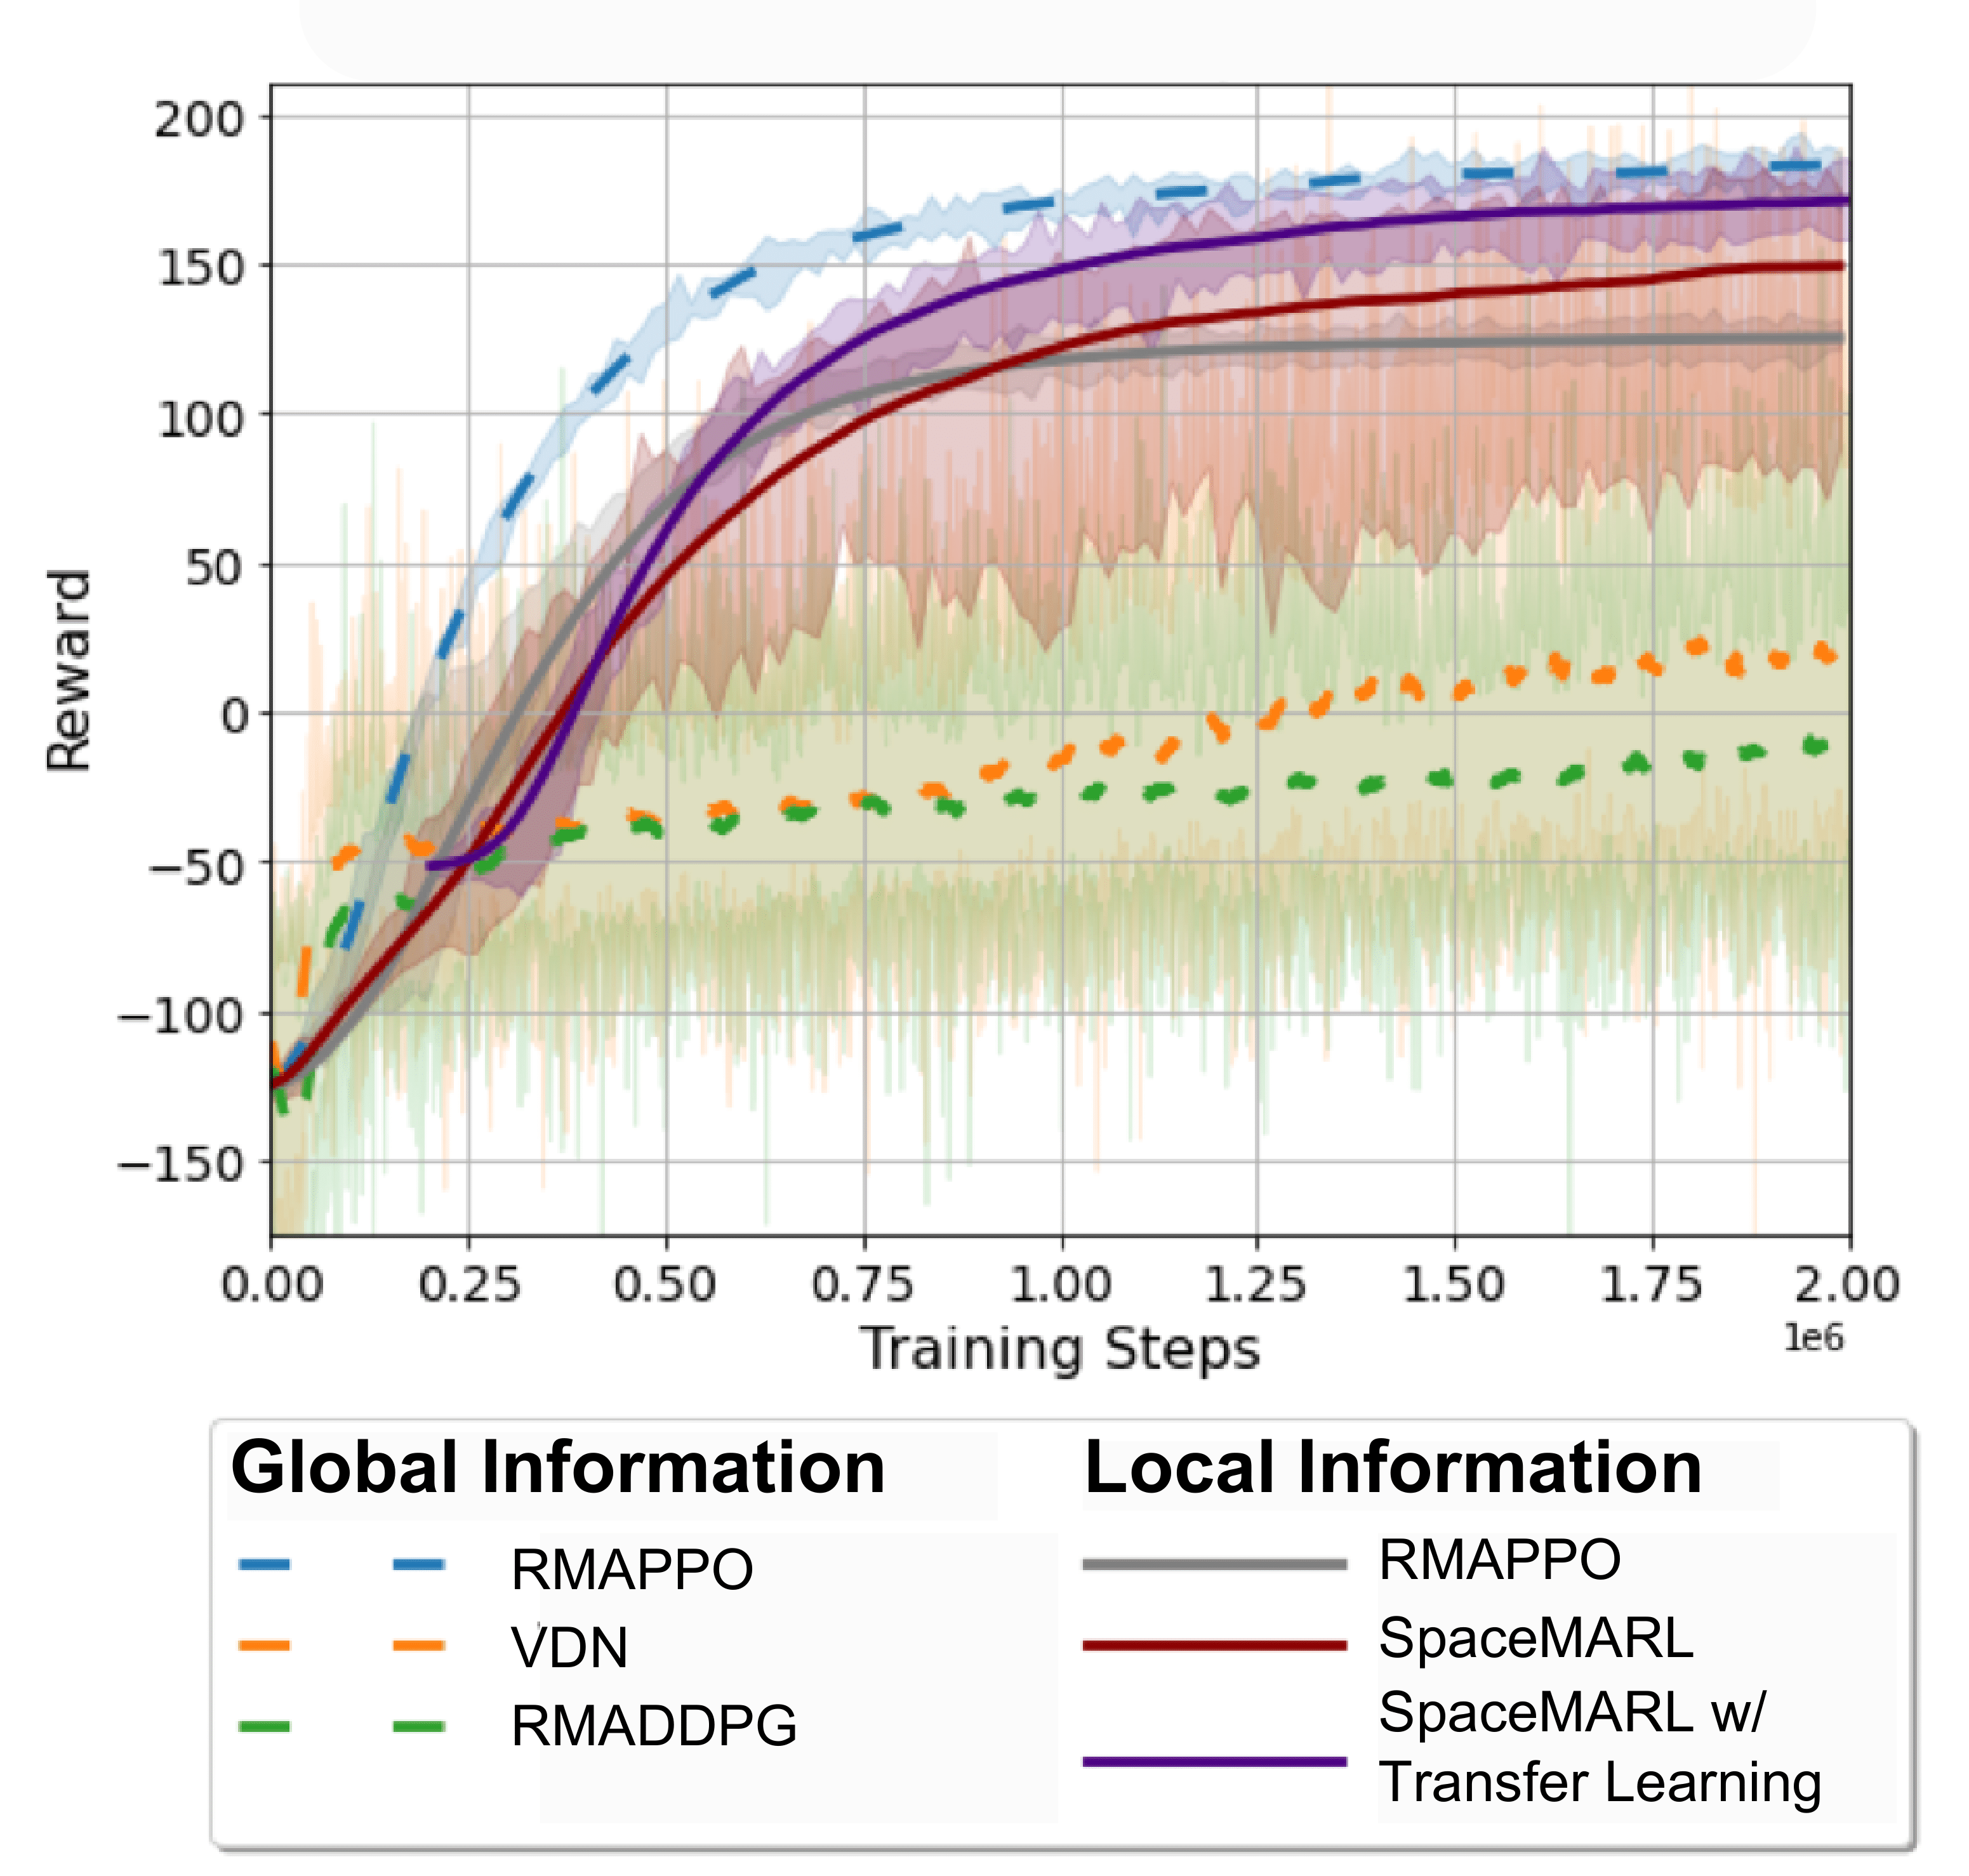 200
150
100
50
0
−50
−100
−150
Reward
0.00 0.25 0.50 0.75 1.00 1.25 1.50 1.75 2.00
1e6
Training Steps
Global Information
RMAPPO
VDN
RMADDPG
Local Information
RMAPPO
SpaceMARL
SpaceMARL w/
Transfer Learning